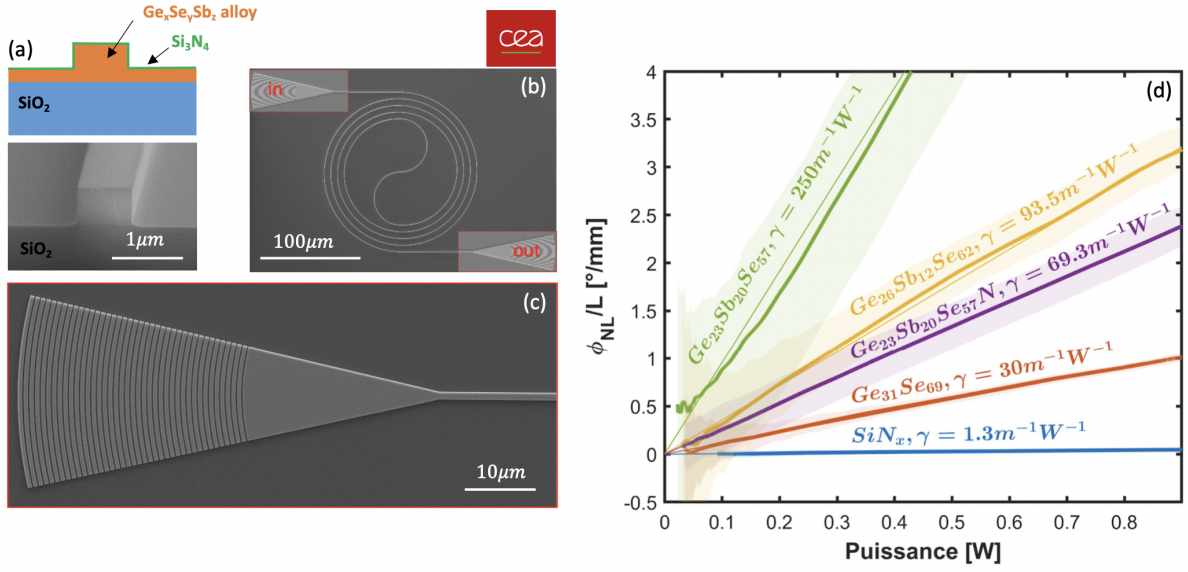 (a)
GeₓSeᵧSb_z alloy
Si₃N₄
SiO₂
SiO₂
1μm
cea
(b)
in
100μm
out
(c)
10μm
(d)
ϕ_NL/L [°/mm]
4
3.5
3
2.5
2
1.5
1
0.5
0
-0.5
Ge₂₃Sb₂₀Se₅₇, γ = 250m⁻¹W⁻¹
Ge₂₆Sb₁₂Se₆₂, γ = 93.5m⁻¹W⁻¹
Ge₂₃Sb₂₀Se₅₇N, γ = 69.3m⁻¹W⁻¹
Ge₃₁Se₆₉, γ = 30m⁻¹W⁻¹
SiNₓ, γ = 1.3m⁻¹W⁻¹
0 0.1 0.2 0.3 0.4 0.5 0.6 0.7 0.8
Puissance [W]